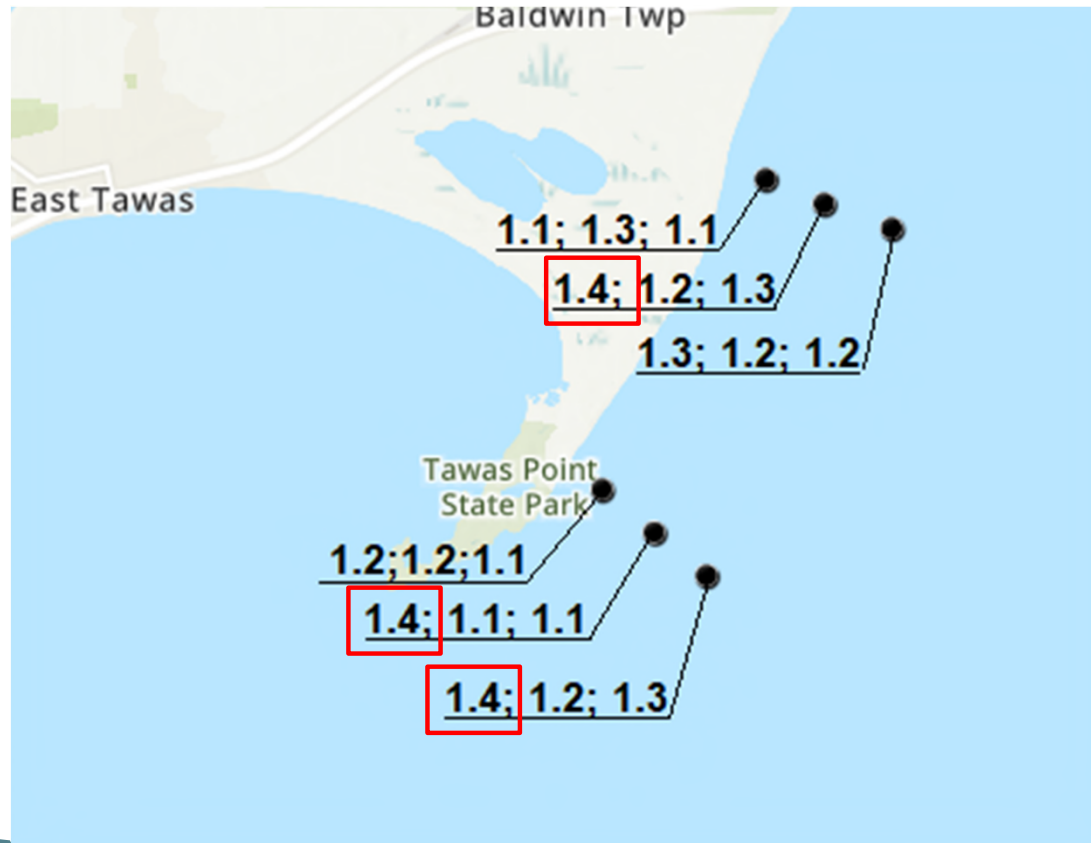 Baldwin Twp
East Tawas
1.1; 1.3; 1.1
1.4; 1.2; 1.3
1.3; 1.2; 1.2
Tawas Point
State Park
1.2;1.2;1.1
1.4; 1.1; 1.1
1.4; 1.2; 1.3